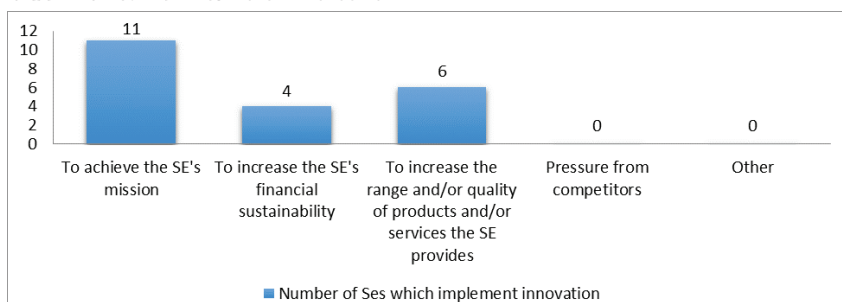 12
10
8
6
4
2
0
11
4
6
0
0
To achieve the SE's
mission
To increase the SE's
financial
sustainability
To increase the
range and/or quality
of products and/or
services the SE
provides
Pressure from
competitors
Other
Number of Ses which implement innovation